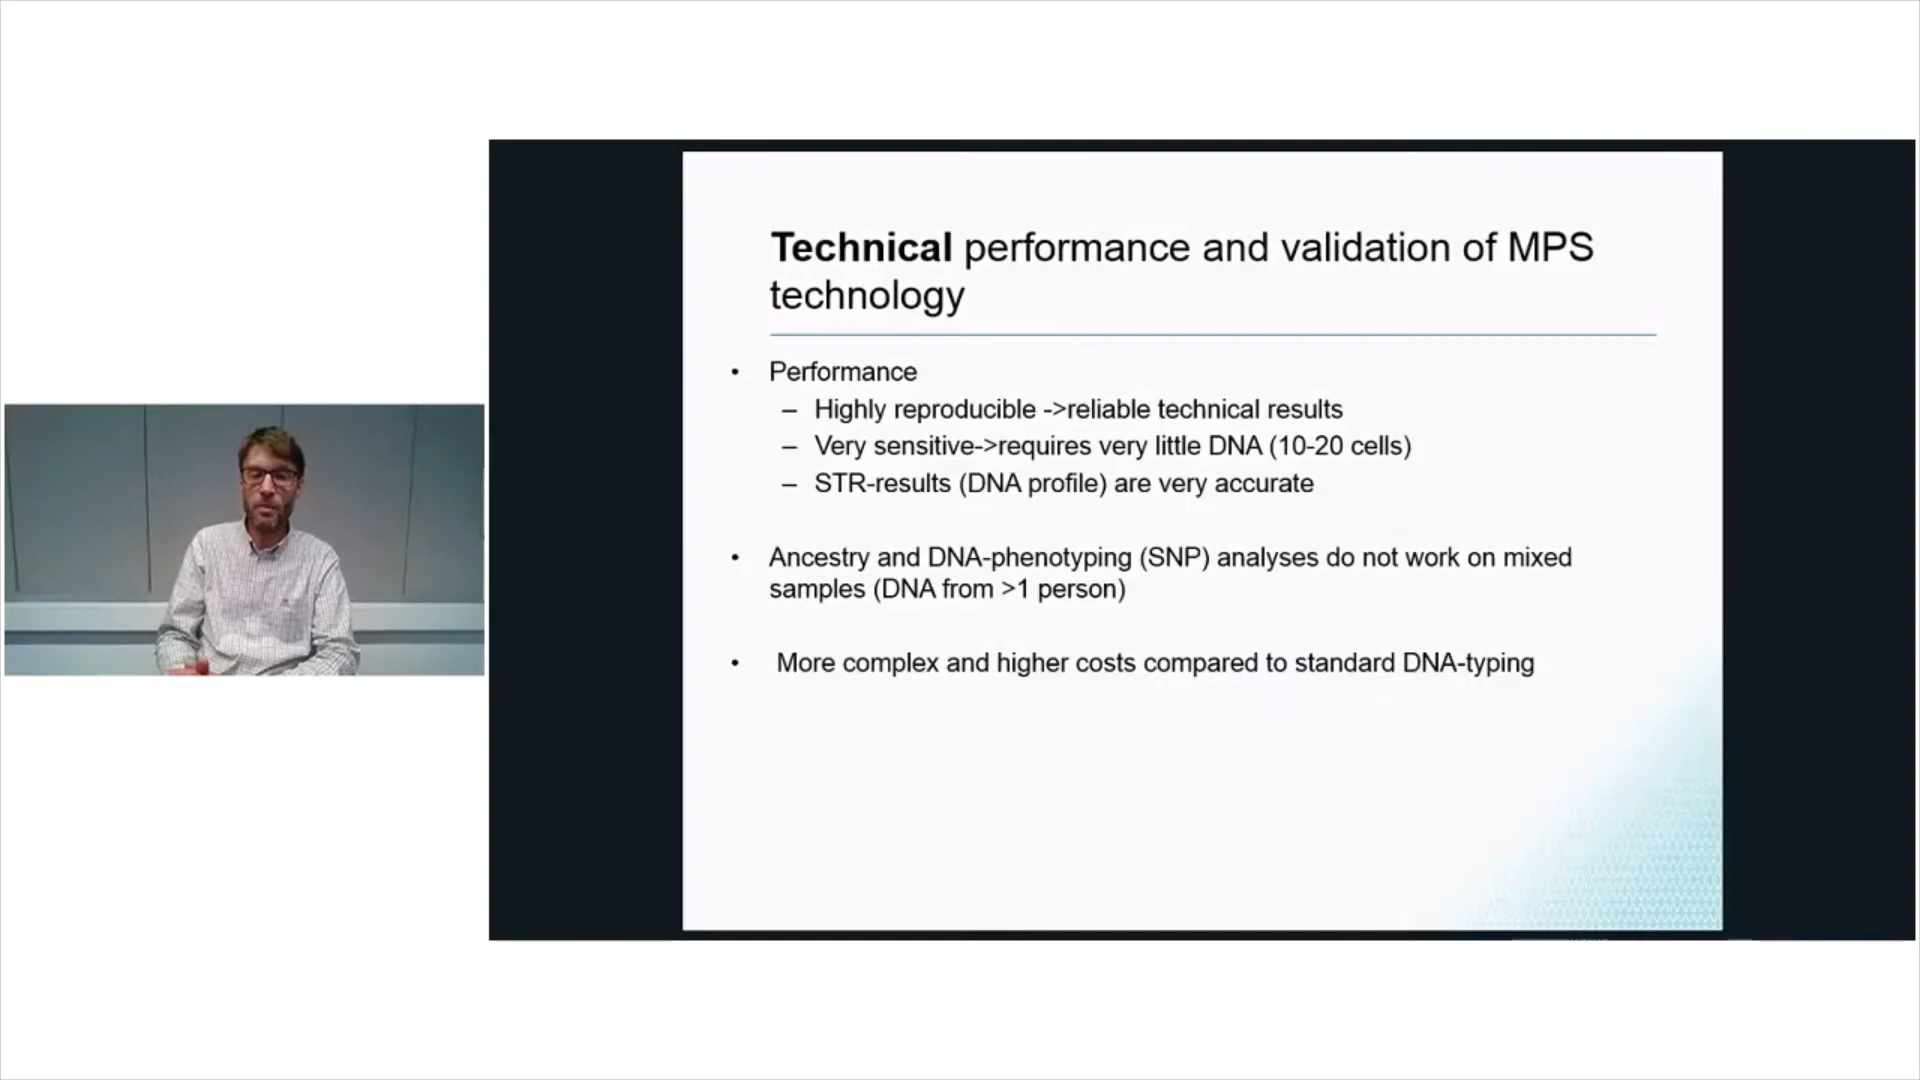 Technical performance and validation of MPS
technology
• Performance
– Highly reproducible ->reliable technical results
– Very sensitive->requires very little DNA (10-20 cells)
– STR-results (DNA profile) are very accurate
• Ancestry and DNA-phenotyping (SNP) analyses do not work on mixed
samples (DNA from >1 person)
• More complex and higher costs compared to standard DNA-typing